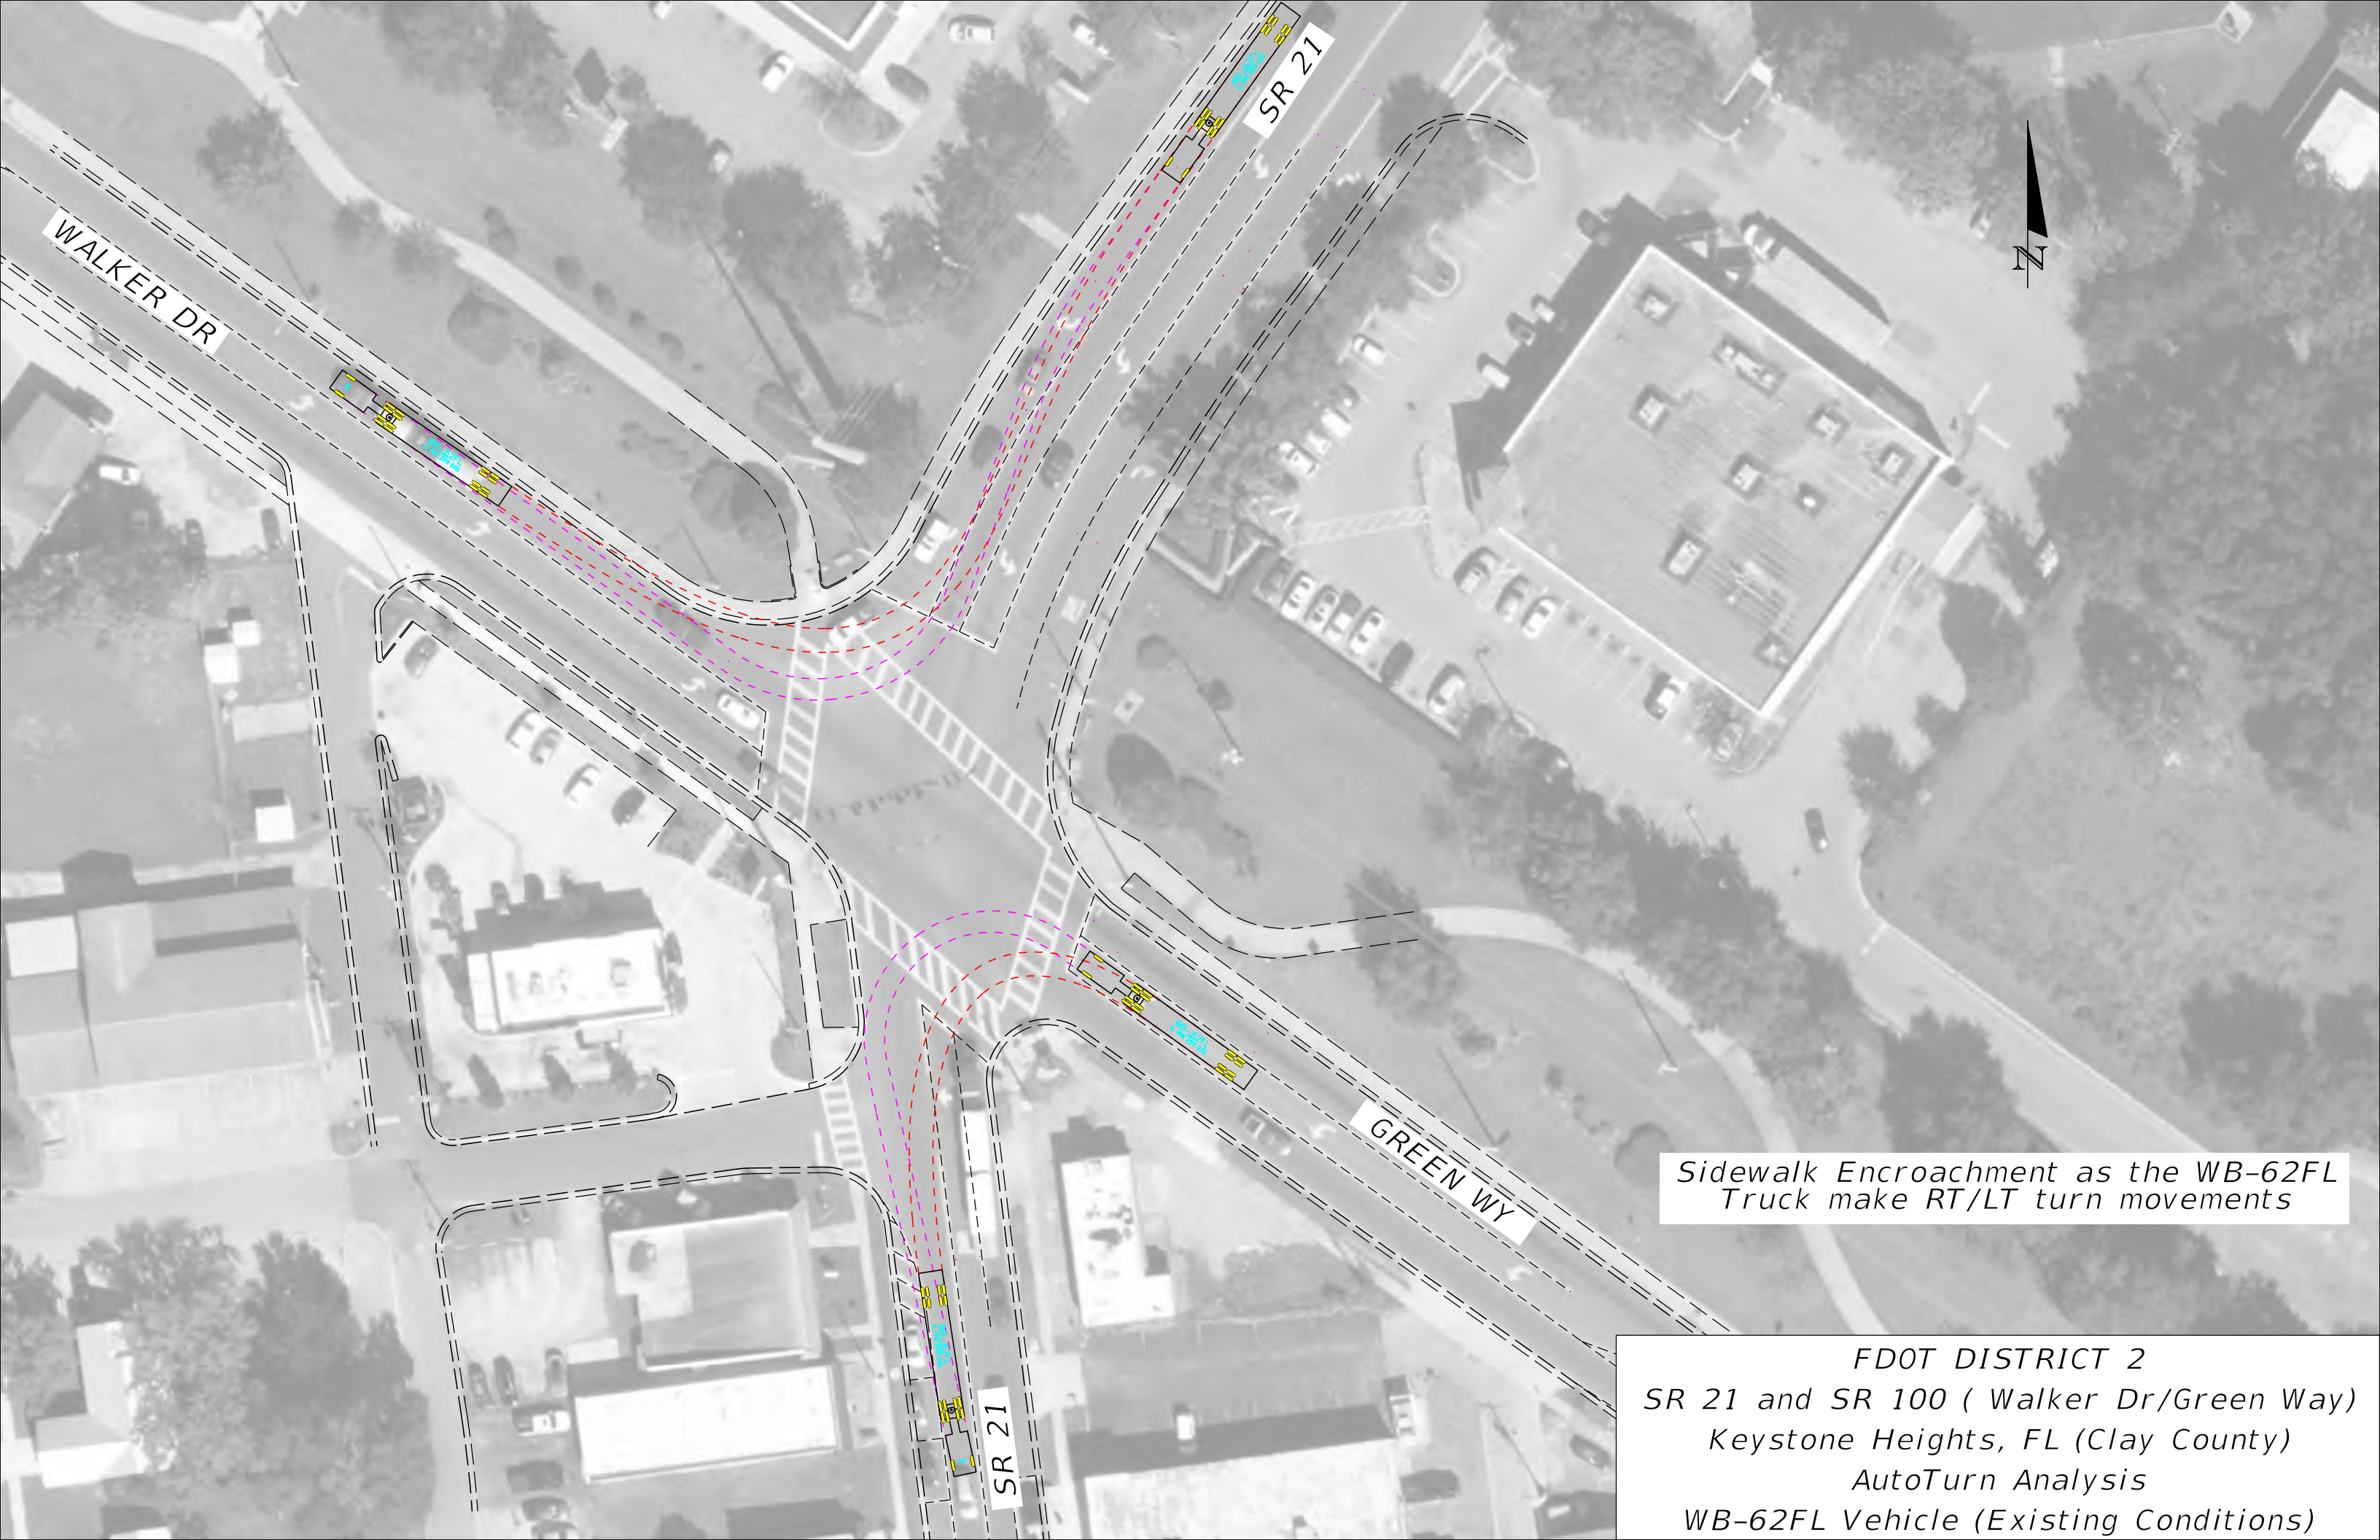 SR 21
WALKER DR
N
GREEN WY
Sidewalk Encroachment as the WB-62FL
Truck make RT/LT turn movements
SR 21
FDOT DISTRICT 2
SR 21 and SR 100 ( Walker Dr/Green Way)
Keystone Heights, FL (Clay County)
AutoTurn Analysis
WB-62FL Vehicle (Existing Conditions)